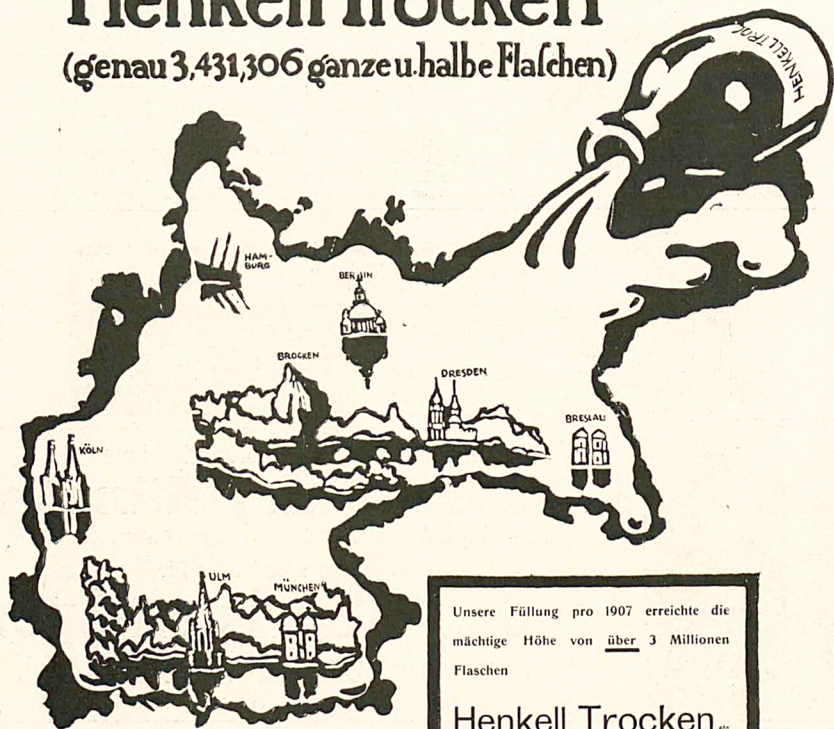 Henkell Trocken
(genau 3,431,306 ganze u. halbe Flaſchen)
HENKELL TROC
HAM-
BURG
BERLIN
BROCKEN
DRESDEN
BRESLAU
KÖLN
ULM
MÜNCHEN
Unsere Füllung pro 1907 erreichte die
mächtige Höhe von über 3 Millionen
Flaschen
Henkell Trocken